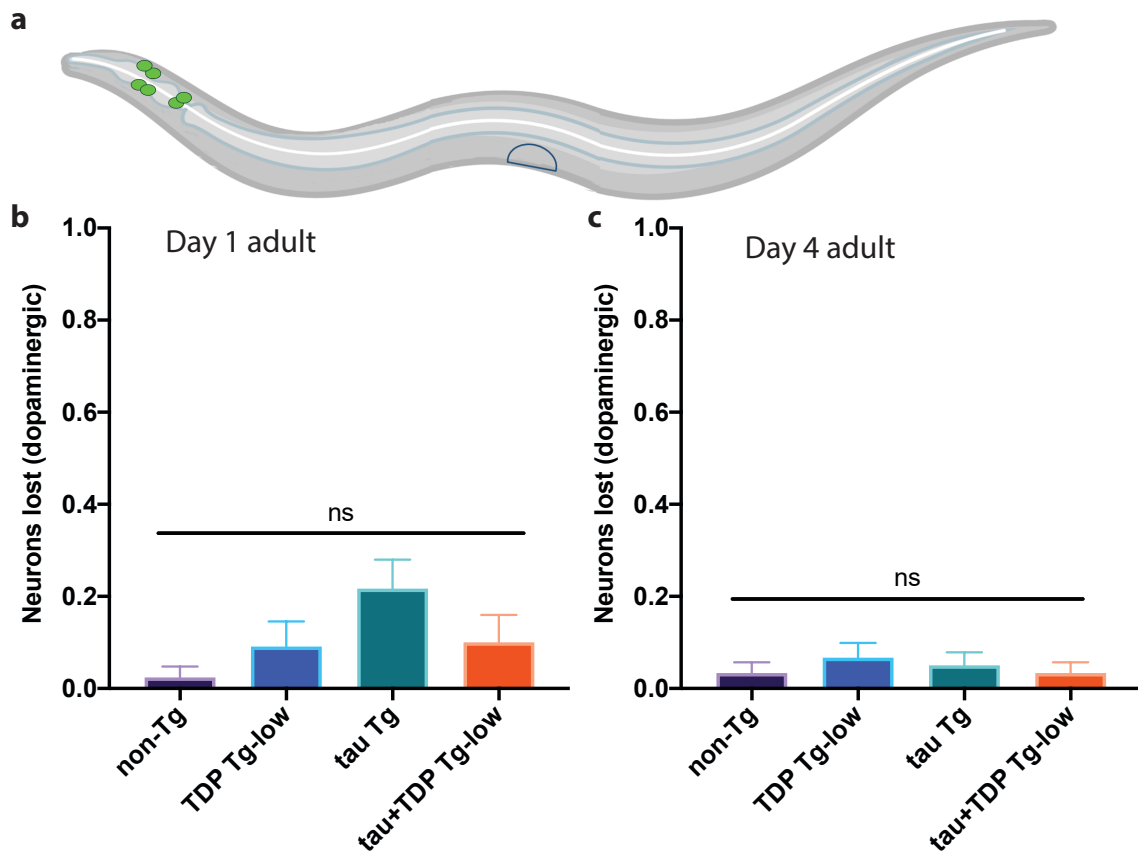 a
b
Day 1 adult
Neurons lost (dopaminergic)
1.0
0.8
0.6
0.4
0.2
0.0
ns
non-Tg
TDP Tg-low
tau Tg
tau+TDP Tg-low
c
Day 4 adult
Neurons lost (dopaminergic)
1.0
0.8
0.6
0.4
0.2
0.0
ns
non-Tg
TDP Tg-low
tau Tg
tau+TDP Tg-low